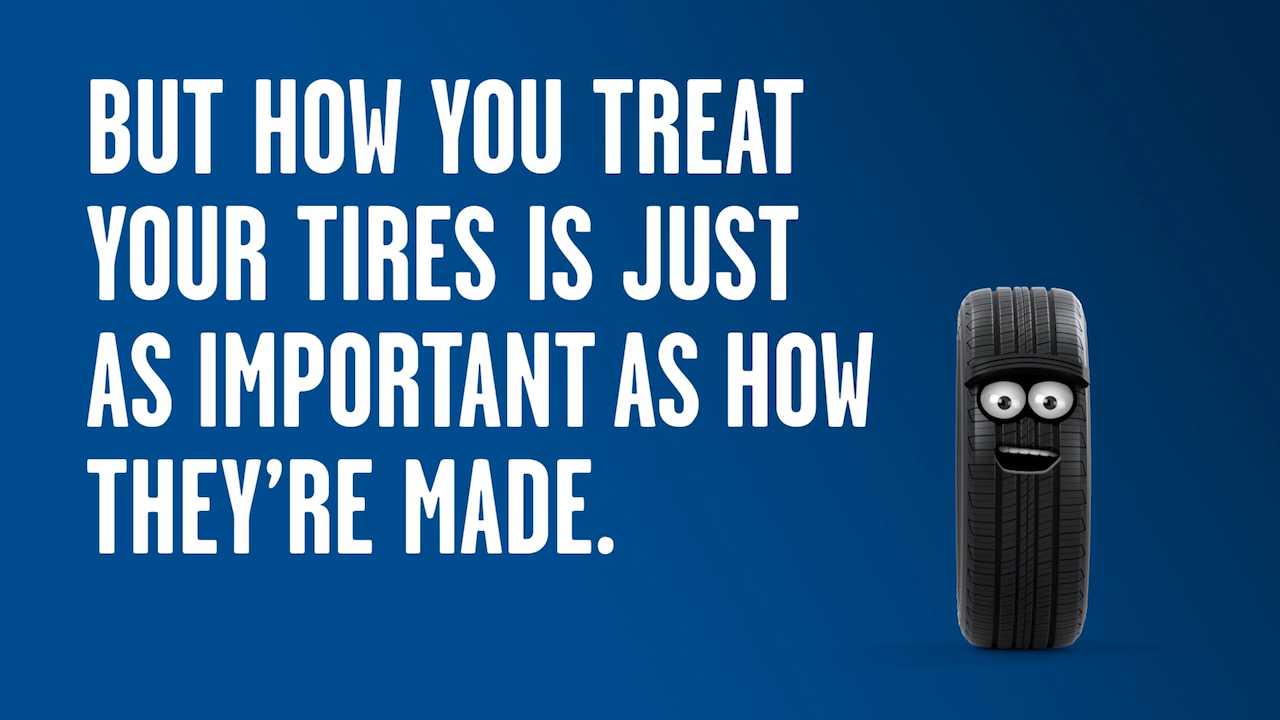 BUT HOW YOU TREAT
YOUR TIRES IS JUST
AS IMPORTANT AS HOW
THEY’RE MADE.